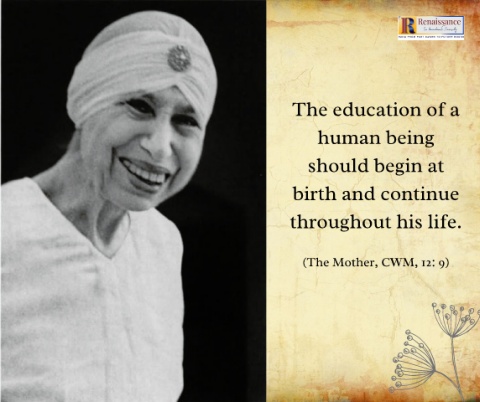 Renaissance
The education of a
human being
should begin at
birth and continue
throughout his life.
(The Mother, CWM, 12: 9)